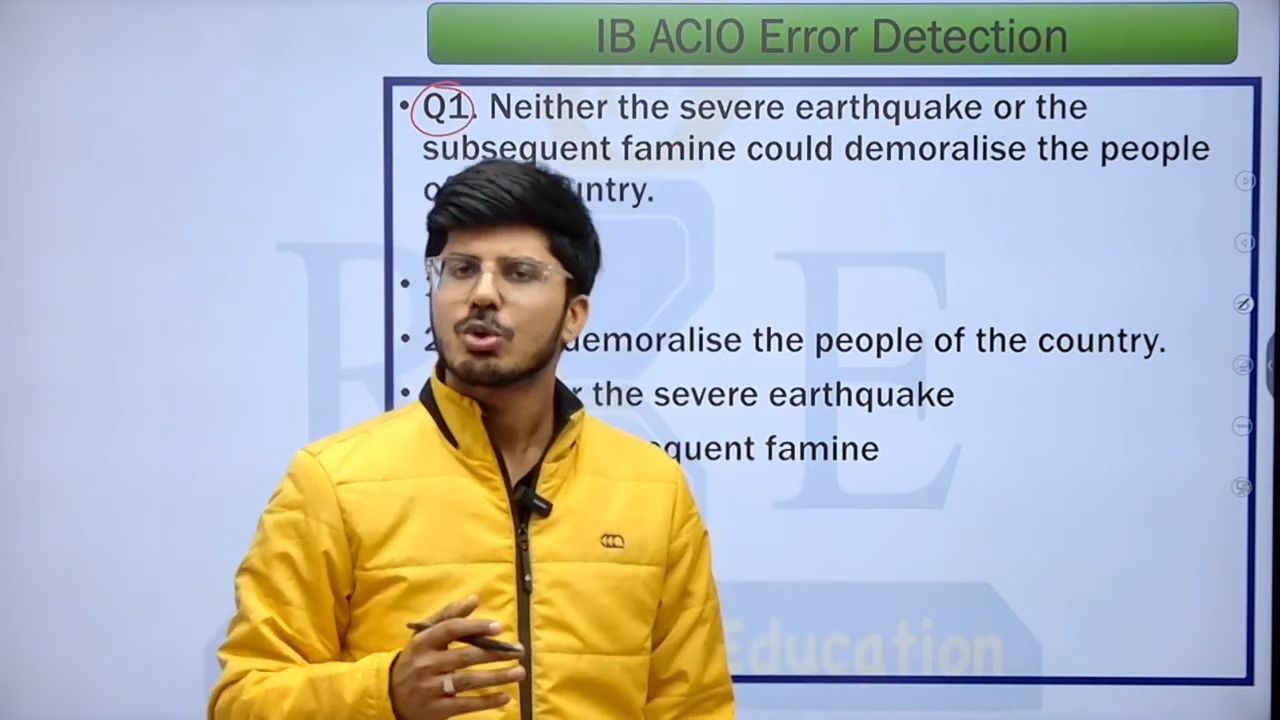 IB ACIO Error Detection
• Q1. Neither the severe earthquake or the
subsequent famine could demoralise the people
untry.
•
• 2 demoralise the people of the country.
• r the severe earthquake
quent famine
Education